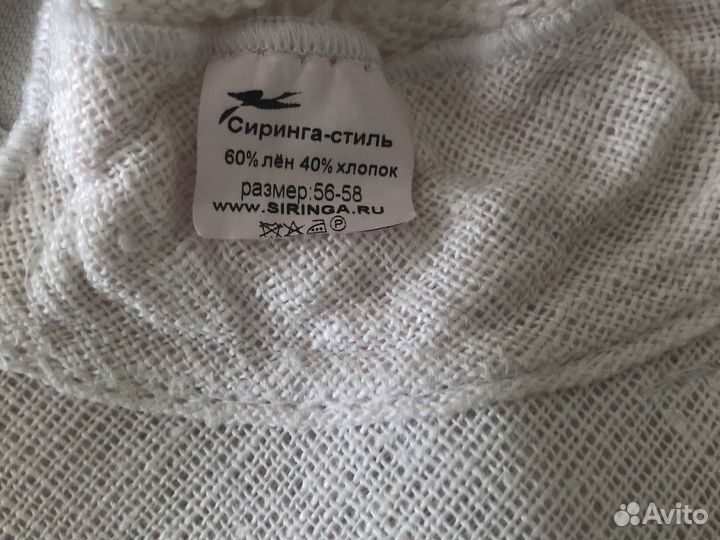 Сиринга-стиль
60% лён 40% хлопок
размер:56-58
WWW.SIRINGA.RU
P
Avito